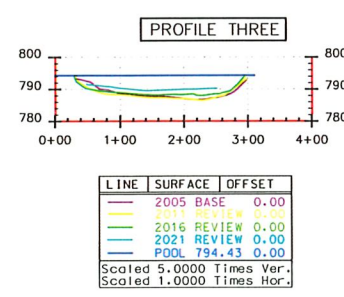 PROFILE THREE
800
790
780
800
790
780
0+00 1+00 2+00 3+00 4+00
LINE SURFACE OFFSET
2005 BASE 0.00
2011 REVIEW 0.00
2016 REVIEW 0.00
2021 REVIEW 0.00
POOL 794.43 0.00
Scaled 5.0000 Times Ver.
Scaled 1.0000 Times Hor.